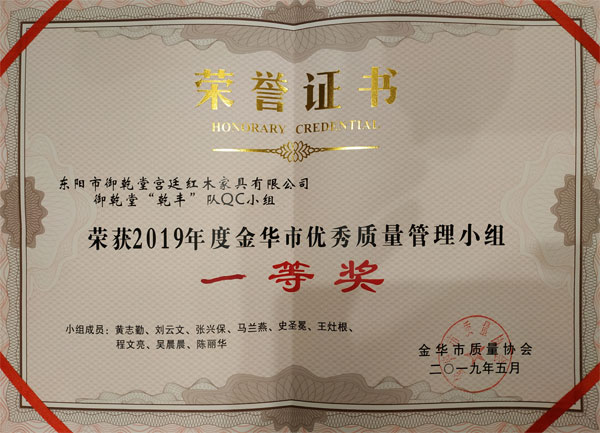 荣誉证书
HONORARY CREDENTIAL
东阳市御乾堂宫廷红木家具有限公司
御乾堂“乾丰”队QC小组
荣获2019年度金华市优秀质量管理小组
一等奖
小组成员：黄志勤、刘云文、张兴保、马兰燕、史圣冕、王灶根、
程文亮、吴晨晨、陈丽华
金华市质量协会
二〇一九年五月